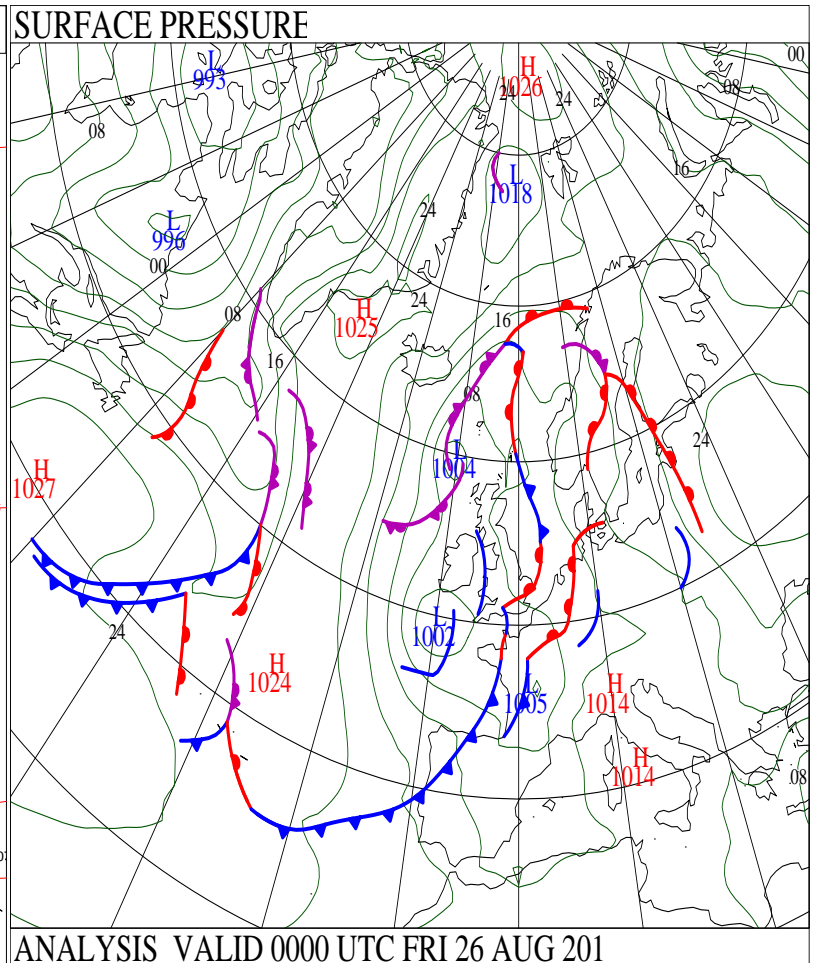 SURFACE PRESSURE
L
993
H
1026
00
24
24
08
08
16
L
1018
L
996
24
00
24
H
1025
08
16
16
08
24
L
1004
H
1027
24
L
1002
H
1024
L
1005
H
1014
H
1014
08
ANALYSIS VALID 0000 UTC FRI 26 AUG 201